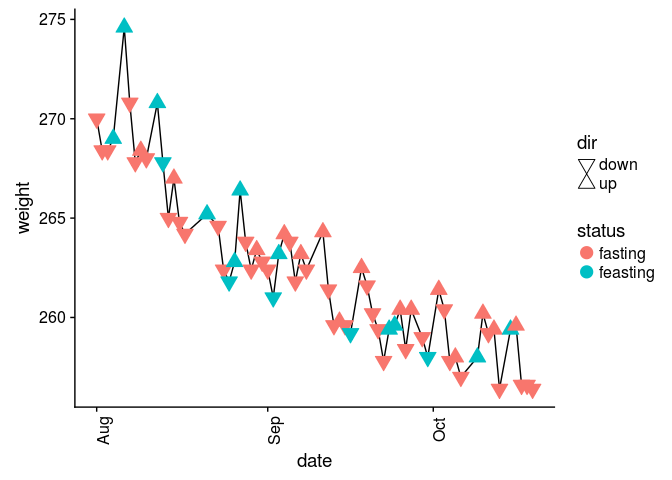 275
270
265
260
weight
Aug
Sep
Oct
date
dir
down
up
status
fasting
feasting